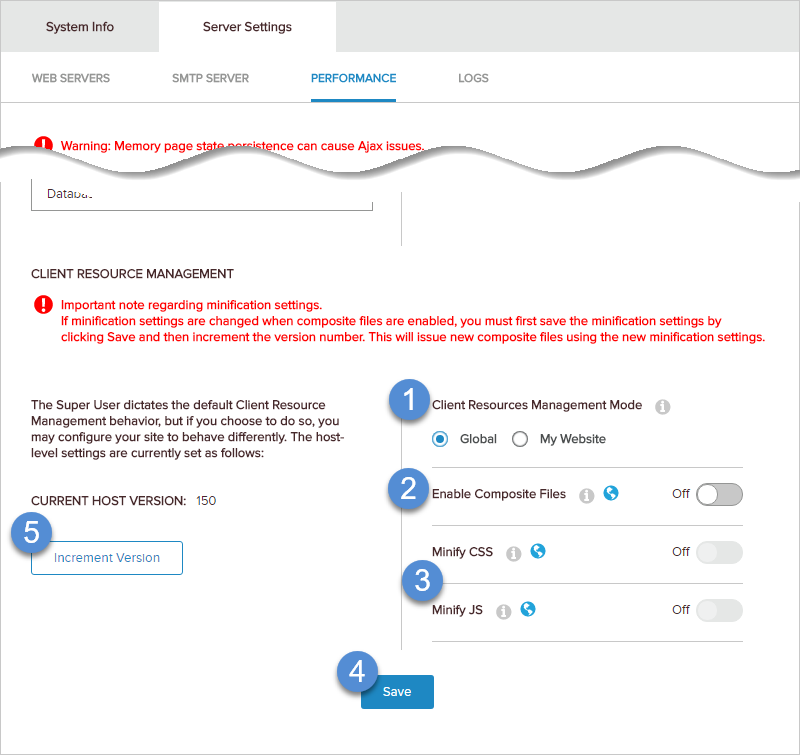 System Info
Server Settings
WEB SERVERS
SMTP SERVER
PERFORMANCE
LOGS
Warning: Memory page state persistence can cause Ajax issues.
CLIENT RESOURCE MANAGEMENT
Important note regarding minification settings.
If minification settings are changed when composite files are enabled, you must first save the minification settings by
clicking Save and then increment the version number. This will issue new composite files using the new minification settings.
The Super User dictates the default Client Resource
Management behavior, but if you choose to do so, you
may configure your site to behave differently. The host-
level settings are currently set as follows:
CURRENT HOST VERSION: 150
5
Increment Version
1
Client Resources Management Mode
Global
My Website
2
Enable Composite Files
Off
Minify CSS
Off
3
Minify JS
Off
4
Save